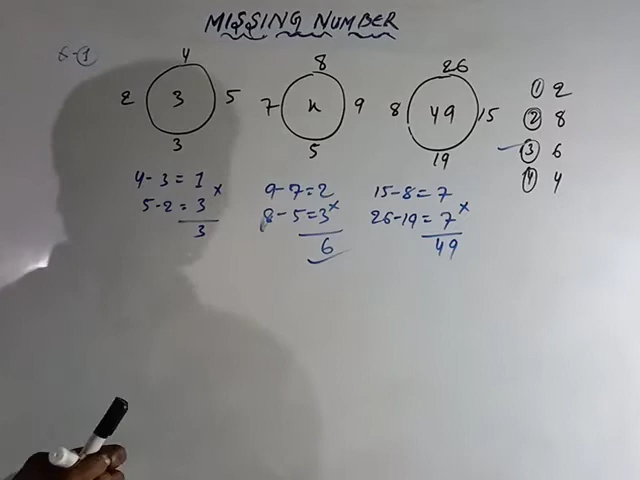 MISSING NUMBER
4
2 3 5
3
8
7 x 9
5
26
8 49 15
19
① 2
② 8
③ 6
④ 4
4-3=1 x
5-2=3
3
9-7=2
8-5=3 x
6
15-8=7
26-19=7 x
49